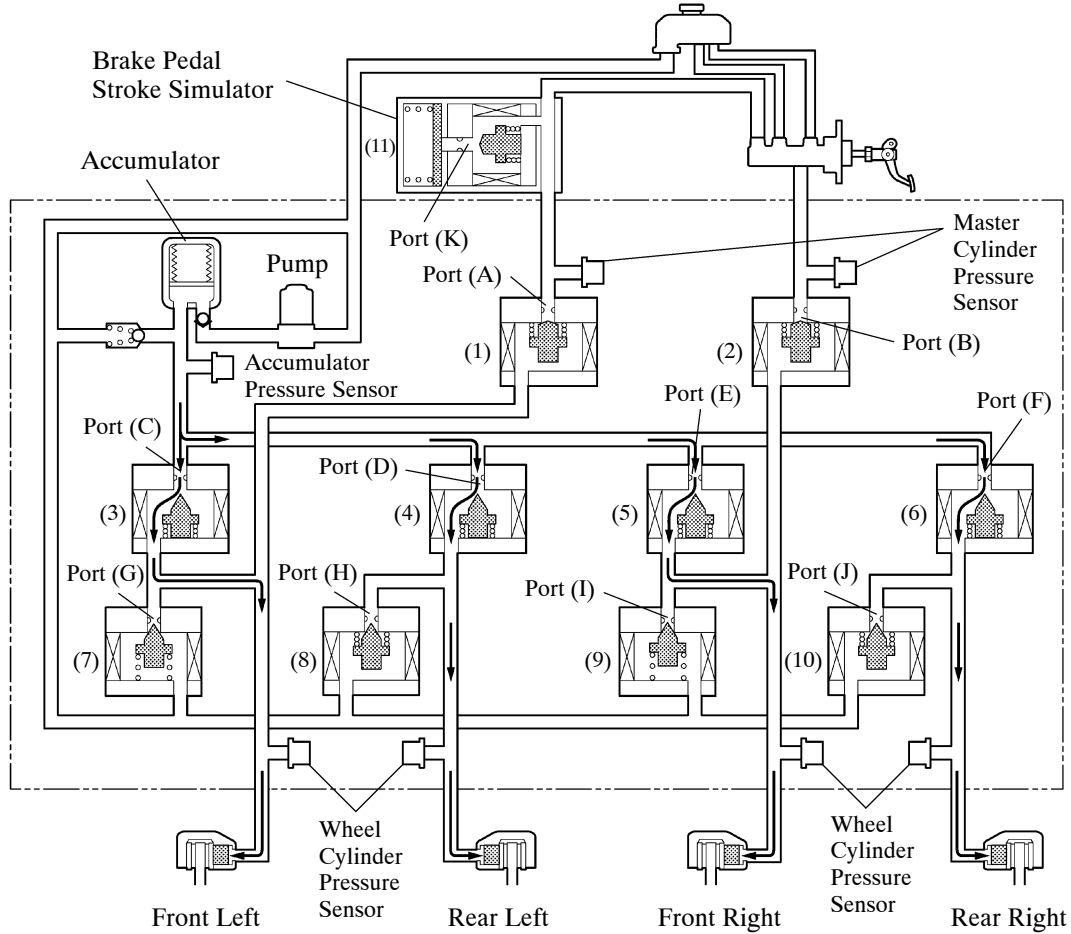 Brake Pedal
Stroke Simulator
(11)
Accumulator
Port (K)
Master
Cylinder
Pressure
Sensor
Pump
Port (A)
Port (B)
(1)
(2)
Accumulator
Pressure Sensor
Port (E)
Port (F)
Port (C)
Port (D)
(3)
(4)
(5)
(6)
Port (G)
Port (H)
Port (I)
Port (J)
(7)
(8)
(9)
(10)
Wheel
Cylinder
Pressure
Sensor
Wheel
Cylinder
Pressure
Sensor
Front Left
Rear Left
Front Right
Rear Right